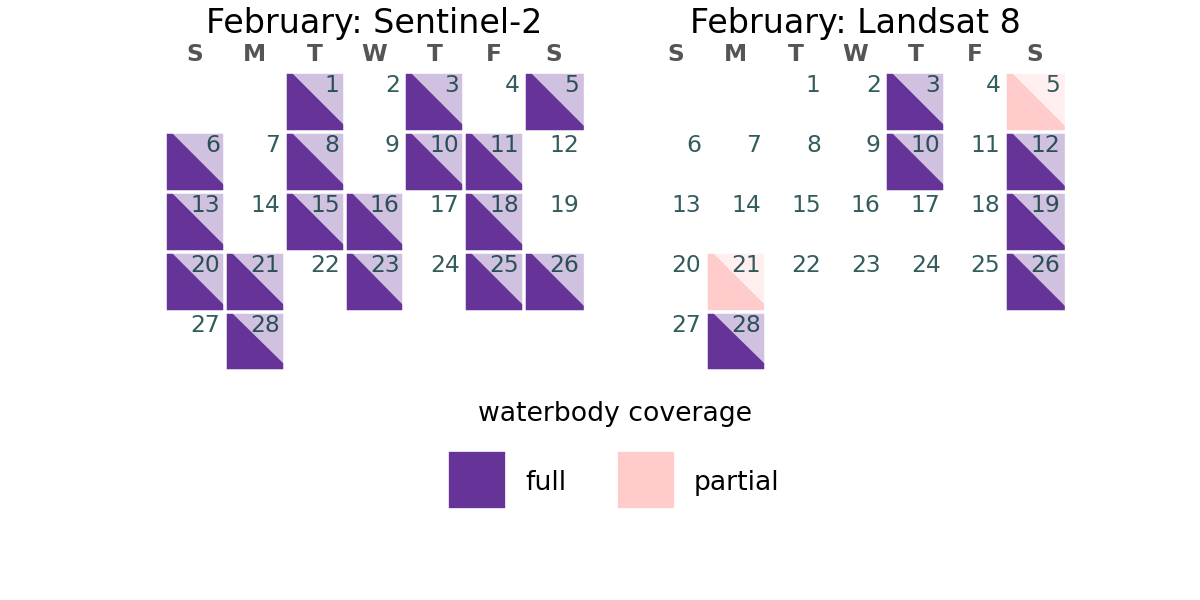 February: Sentinel-2
S M T W T F S
1 2 3 4 5
6 7 8 9 10 11 12
13 14 15 16 17 18 19
20 21 22 23 24 25 26
27 28
February: Landsat 8
S M T W T F S
1 2 3 4 5
6 7 8 9 10 11 12
13 14 15 16 17 18 19
20 21 22 23 24 25 26
27 28
waterbody coverage
full partial